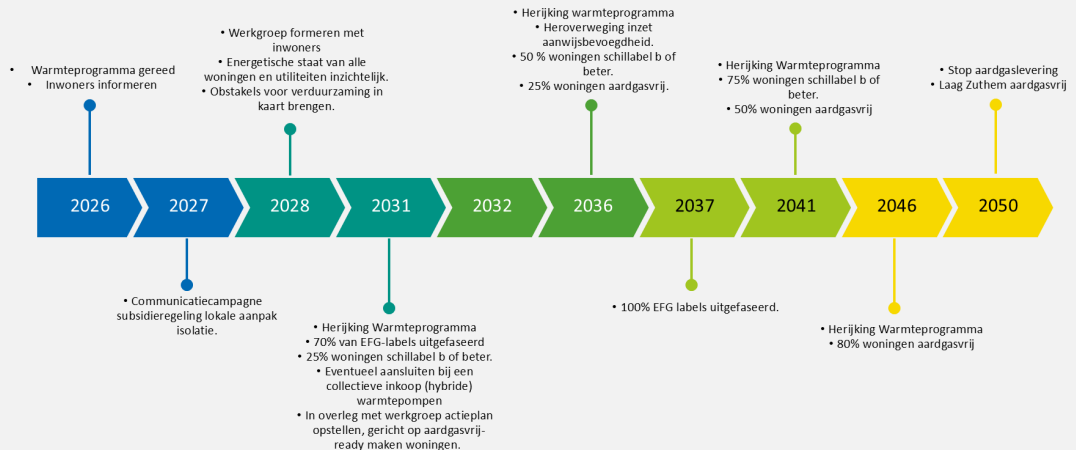 • Warmteprogramma gereed
• Inwoners informeren
• Werkgroep formeren met
inwoners
• Energetische staat van alle
woningen en utiliteiten inzichtelijk.
• Obstakels voor verduurzaming in
kaart brengen.
• Herijking warmteprogramma
• Heroverweging inzet
aanwijsbevoegdheid.
• 50 % woningen schillabel b of
beter.
• 25% woningen aardgasvrij.
• Herijking Warmteprogramma
• 75% woningen schillabel b of
beter.
• 50% woningen aardgasvrij
• Stop aardgaslevering
• Laag Zuthem aardgasvrij
2026
2027
2028
2031
2032
2036
2037
2041
2046
2050
• Communicatiecampagne
subsidieregeling lokale aanpak
isolatie.
• Herijking Warmteprogramma
• 70% van EFG-labels uitgefaseerd
• 25% woningen schillabel b of beter.
• Eventueel aansluiten bij een
collectieve inkoop (hybride)
warmtepompen
• In overleg met werkgroep actieplan
opstellen, gericht op aardgasvrij-
ready maken woningen.
• 100% EFG labels uitgefaseerd.
• Herijking Warmteprogramma
• 80% woningen aardgasvrij